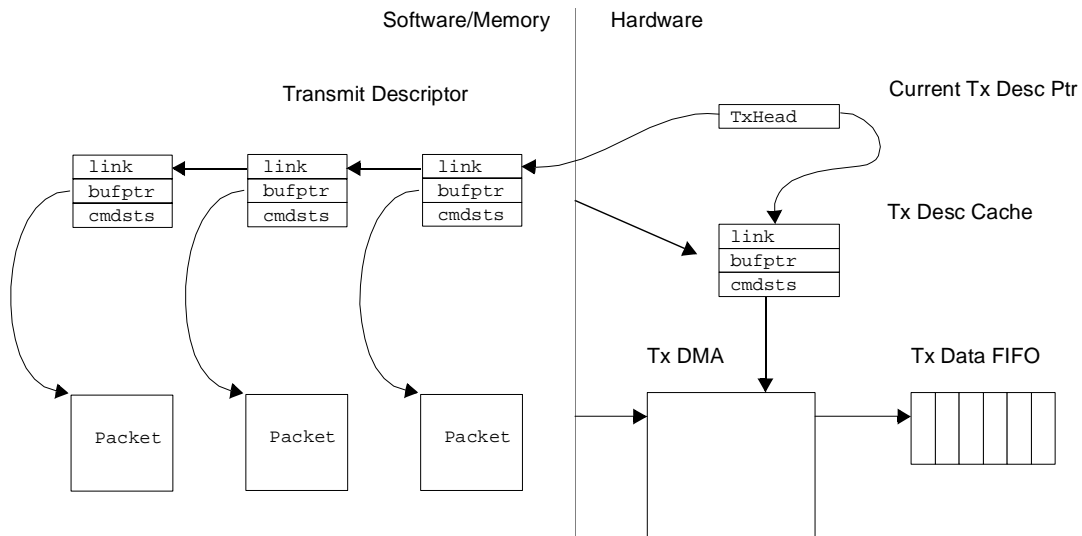 Software/Memory
Hardware
Transmit Descriptor
Current Tx Desc Ptr
TxHead
link
link
link
bufptr
bufptr
bufptr
cmdsts
cmdsts
cmdsts
Tx Desc Cache
link
bufptr
cmdsts
Tx DMA
Tx Data FIFO
Packet
Packet
Packet